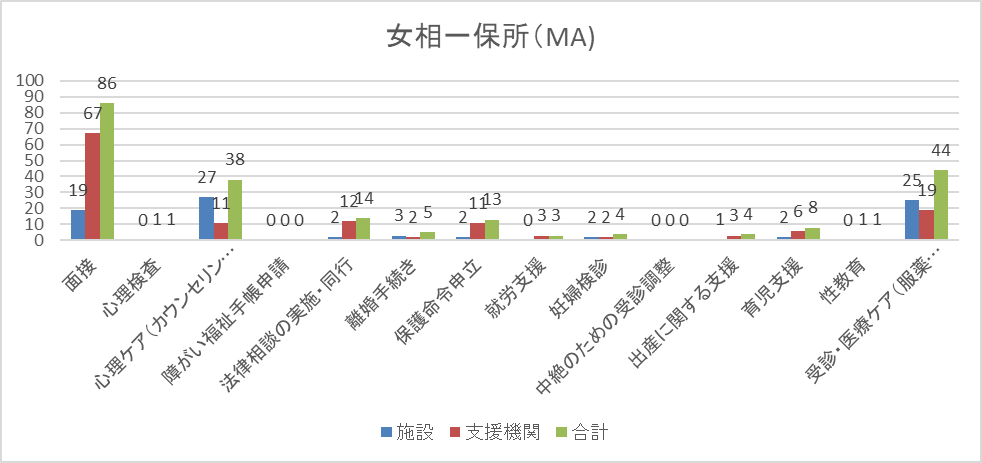 女相一保所（MA)
100
90
80
70
60
50
40
30
20
10
0
19 67 86
0 1 1
27 11 38
0 0 0
2 12 14
3 2 5
2 11 13
0 3 3
2 2 4
0 0 0
1 3 4
2 6 8
0 1 1
25 19 44
面接
心理検査
心理ケア（カウンセリン…
障がい福祉手帳申請
法律相談の実施・同行
離婚手続き
保護命令申立
就労支援
妊婦検診
中絶のための受診調整
出産に関する支援
育児支援
性教育
受診・医療ケア（服薬…
施設 支援機関 合計